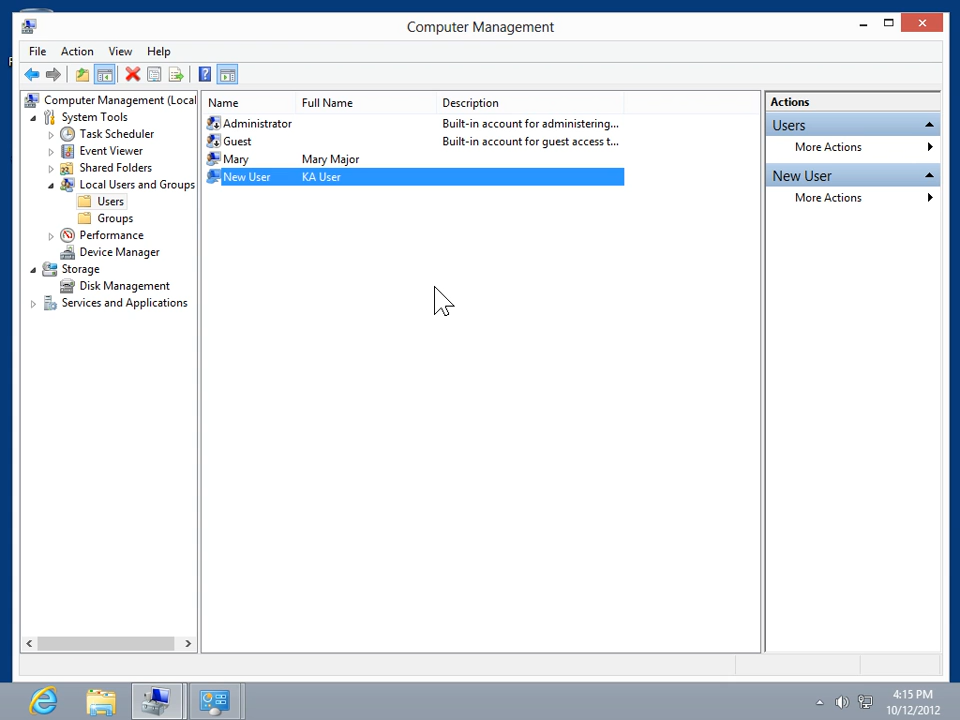 Computer Management
File Action View Help
Computer Management (Local
System Tools
Task Scheduler
Event Viewer
Shared Folders
Local Users and Groups
Users
Groups
Performance
Device Manager
Storage
Disk Management
Services and Applications
Name Full Name Description
Administrator Built-in account for administering...
Guest Built-in account for guest access t...
Mary Mary Major
New User KA User
Actions
Users
More Actions
New User
More Actions
4:15 PM
10/12/2012